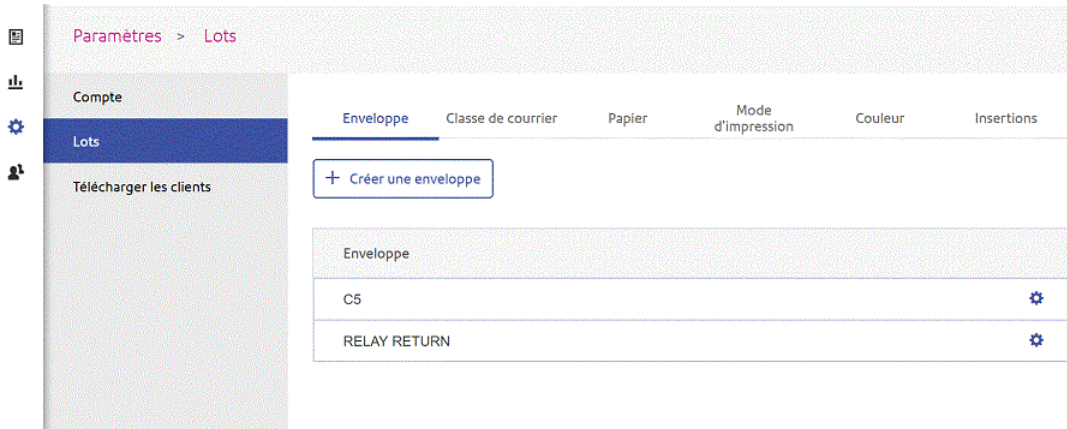 Paramètres > Lots
Compte
Lots
Télécharger les clients
Enveloppe
Classe de courrier
Papier
Mode
d'impression
Couleur
Insertions
+ Créer une enveloppe
Enveloppe
C5
RELAY RETURN